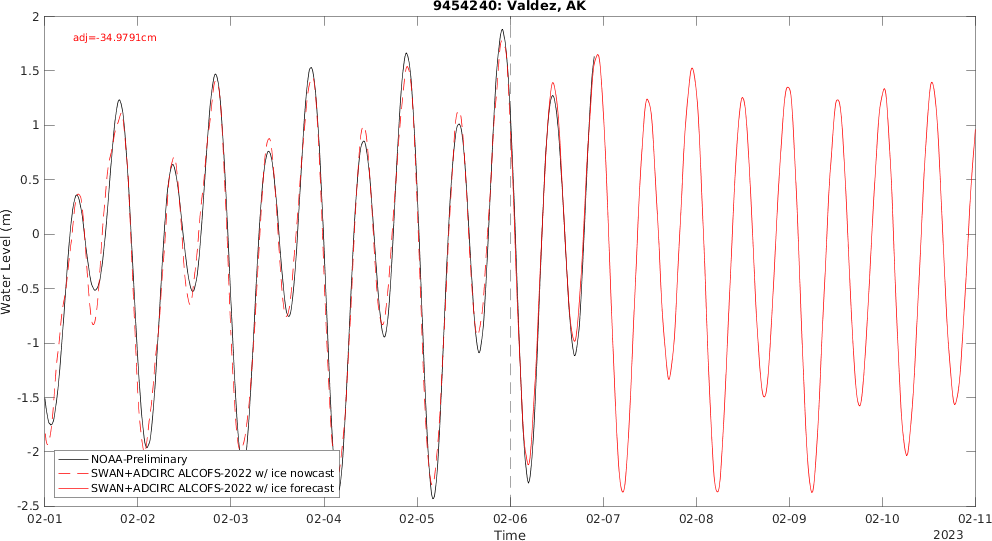 9454240: Valdez, AK
adj=-34.9791cm
2
1.5
1
0.5
0
-0.5
-1
-1.5
-2
-2.5
Water Level (m)
NOAA-Preliminary
SWAN+ADCIRC ALCOFS-2022 w/ ice nowcast
SWAN+ADCIRC ALCOFS-2022 w/ ice forecast
02-01 02-02 02-03 02-04 02-05 02-06 02-07 02-08 02-09 02-10 02-11
Time
2023